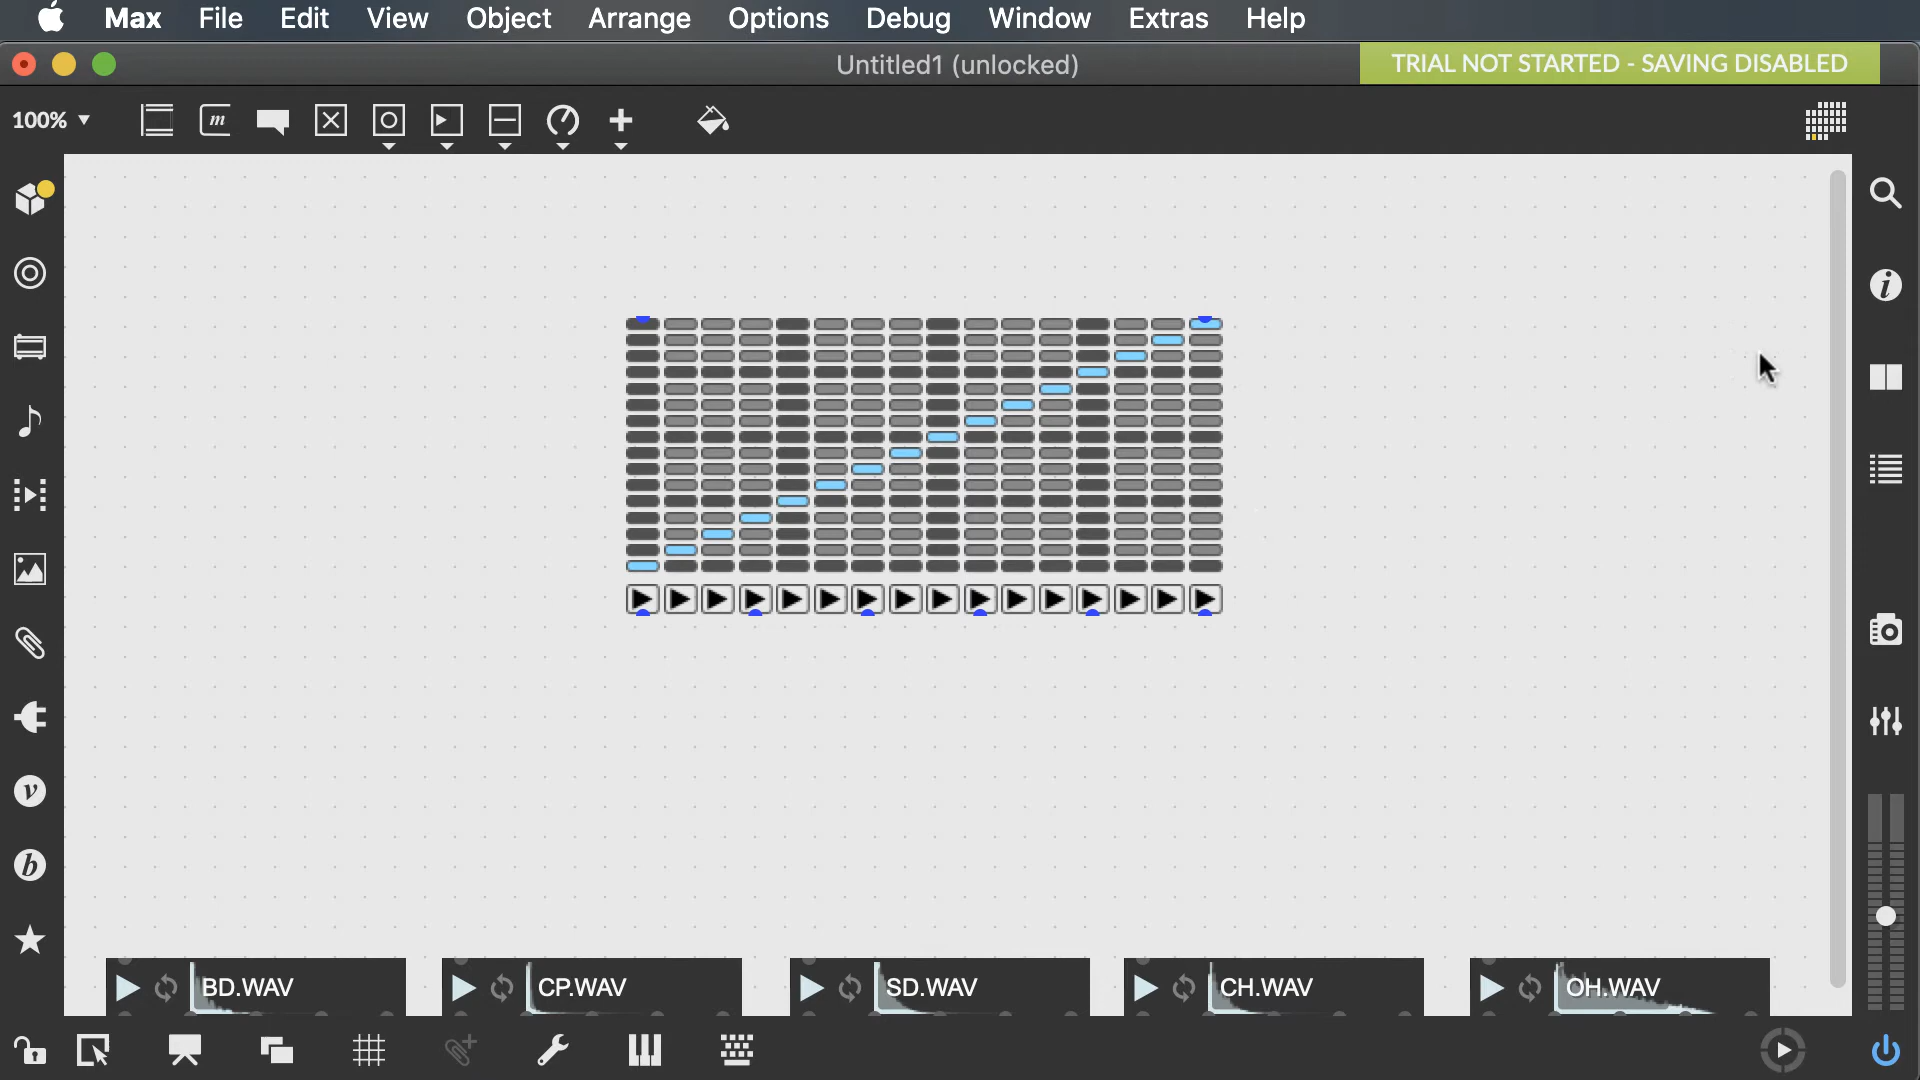 Max File Edit View Object Arrange Options Debug Window Extras Help
Untitled1 (unlocked)
TRIAL NOT STARTED - SAVING DISABLED
100%
m
i
v
b
BD.WAV
CP.WAV
SD.WAV
CH.WAV
OH.WAV